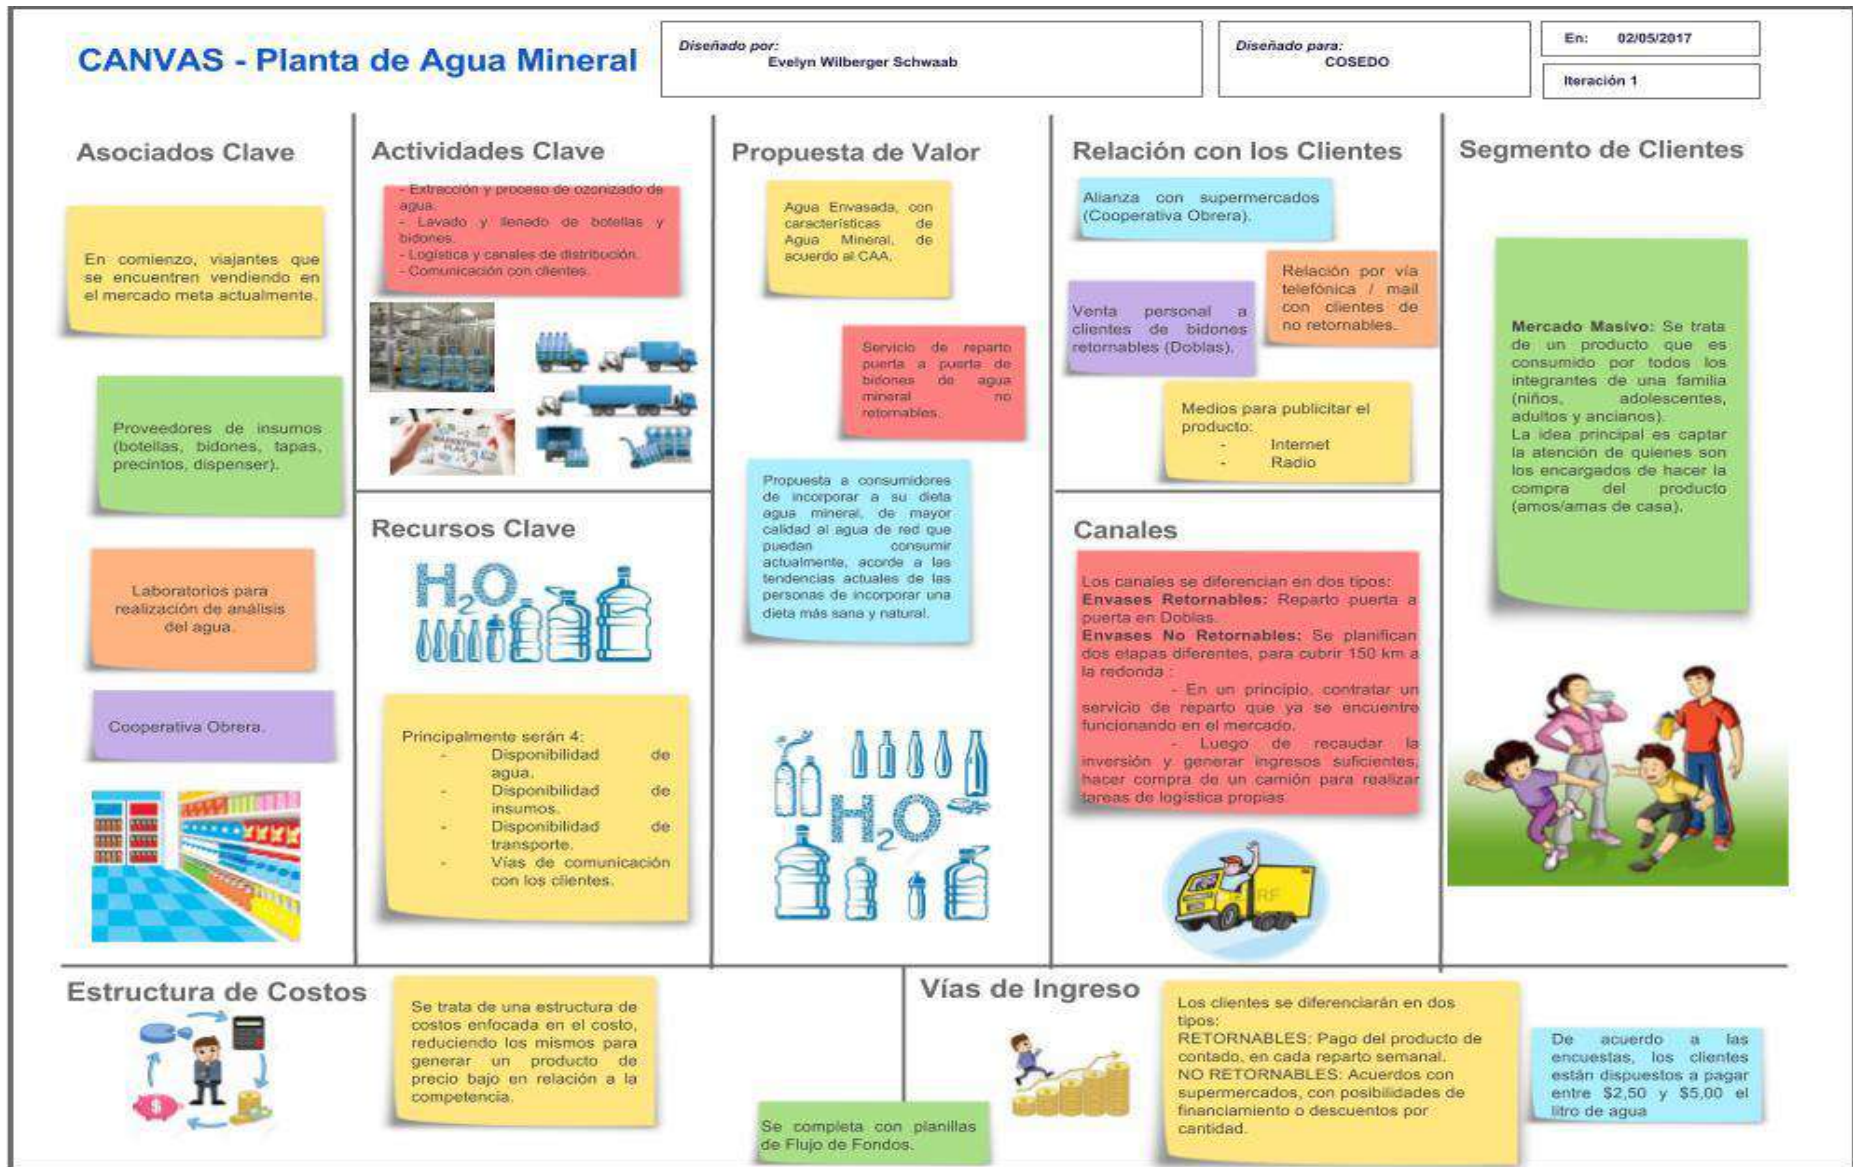 CANVAS - Planta de Agua Mineral
Diseñado por:
Evelyn Wilberger Schwaab
Diseñado para:
COSEDO
En: 02/05/2017
Iteración 1
Asociados Clave
En comienzo, viajantes que
se encuentren vendiendo en
el mercado meta actualmente.
Proveedores de insumos
(botellas, bidones, tapas,
precintos, dispenser).
Laboratorios para
realización de análisis
del agua.
Cooperativa Obrera.
Actividades Clave
- Extracción y proceso de ozonizado de
agua.
- Lavado y llenado de botellas y
bidones.
- Logística y canales de distribución.
- Comunicación con clientes.
MARKETING
PLAN
Recursos Clave
H2O
Principalmente serán 4:
- Disponibilidad de
agua.
- Disponibilidad de
insumos.
- Disponibilidad de
transporte.
- Vías de comunicación
con los clientes.
Propuesta de Valor
Agua Envasada, con
características de
Agua Mineral, de
acuerdo al CAA.
Servicio de reparto
puerta a puerta de
bidones de agua
mineral no
retornables.
Propuesta a consumidores
de incorporar a su dieta
agua mineral, de mayor
calidad al agua de red que
puedan consumir
actualmente, acorde a las
tendencias actuales de las
personas de incorporar una
dieta más sana y natural.
H2O
Relación con los Clientes
Alianza con supermercados
(Cooperativa Obrera).
Relación por vía
telefónica / mail
con clientes de
no retornables.
Venta personal a
clientes de bidones
retornables (Doblas).
Medios para publicitar el
producto:
- Internet
- Radio
Canales
Los canales se diferencian en dos tipos:
Envases Retornables: Reparto puerta a
puerta en Doblas.
Envases No Retornables: Se planifican
dos etapas diferentes, para cubrir 150 km a
la redonda :
- En un principio, contratar un
servicio de reparto que ya se encuentre
funcionando en el mercado.
- Luego de recaudar la
inversión y generar ingresos suficientes,
hacer compra de un camión para realizar
tareas de logística propias.
Segmento de Clientes
Mercado Masivo: Se trata
de un producto que es
consumido por todos los
integrantes de una familia
(niños, adolescentes,
adultos y ancianos).
La idea principal es captar
la atención de quienes son
los encargados de hacer la
compra del producto
(amos/amas de casa).
Estructura de Costos
Se trata de una estructura de
costos enfocada en el costo,
reduciendo los mismos para
generar un producto de
precio bajo en relación a la
competencia.
Se completa con planillas
de Flujo de Fondos.
Vías de Ingreso
Los clientes se diferenciarán en dos
tipos:
RETORNABLES: Pago del producto de
contado, en cada reparto semanal.
NO RETORNABLES: Acuerdos con
supermercados, con posibilidades de
financiamiento o descuentos por
cantidad.
De acuerdo a las
encuestas, los clientes
están dispuestos a pagar
entre $2,50 y $5,00 el
litro de agua